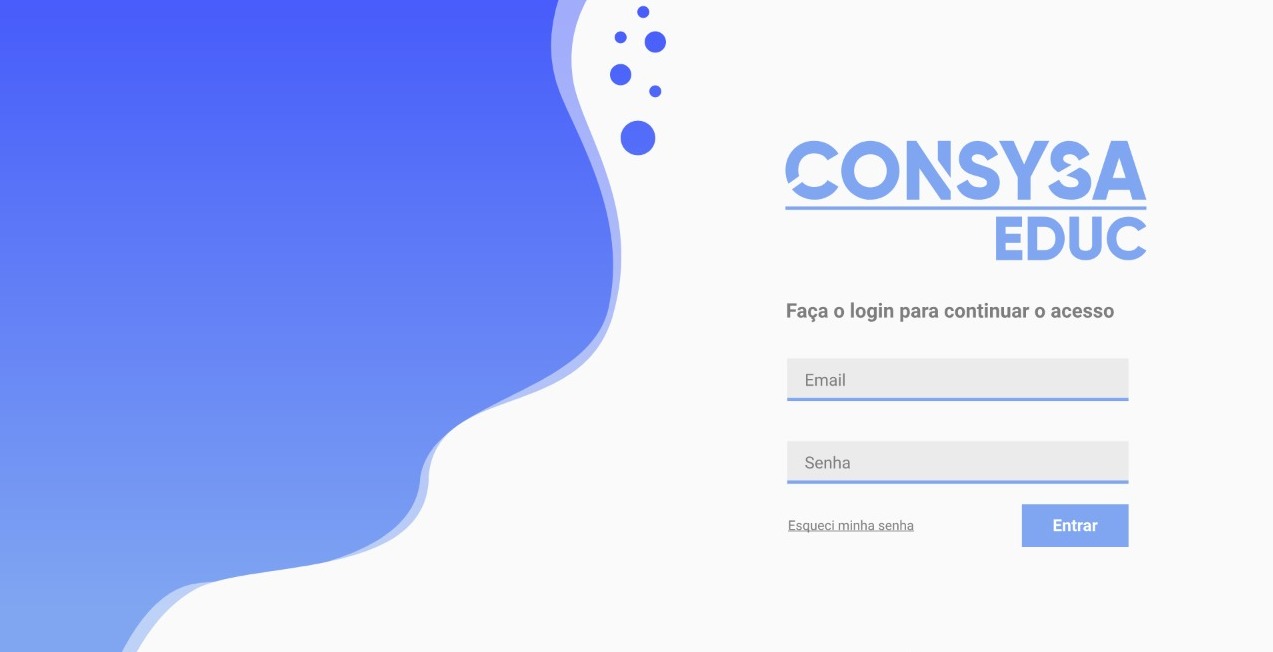 CONSYSA
EDUC
Faça o login para continuar o acesso
Email
Senha
Esqueci minha senha
Entrar